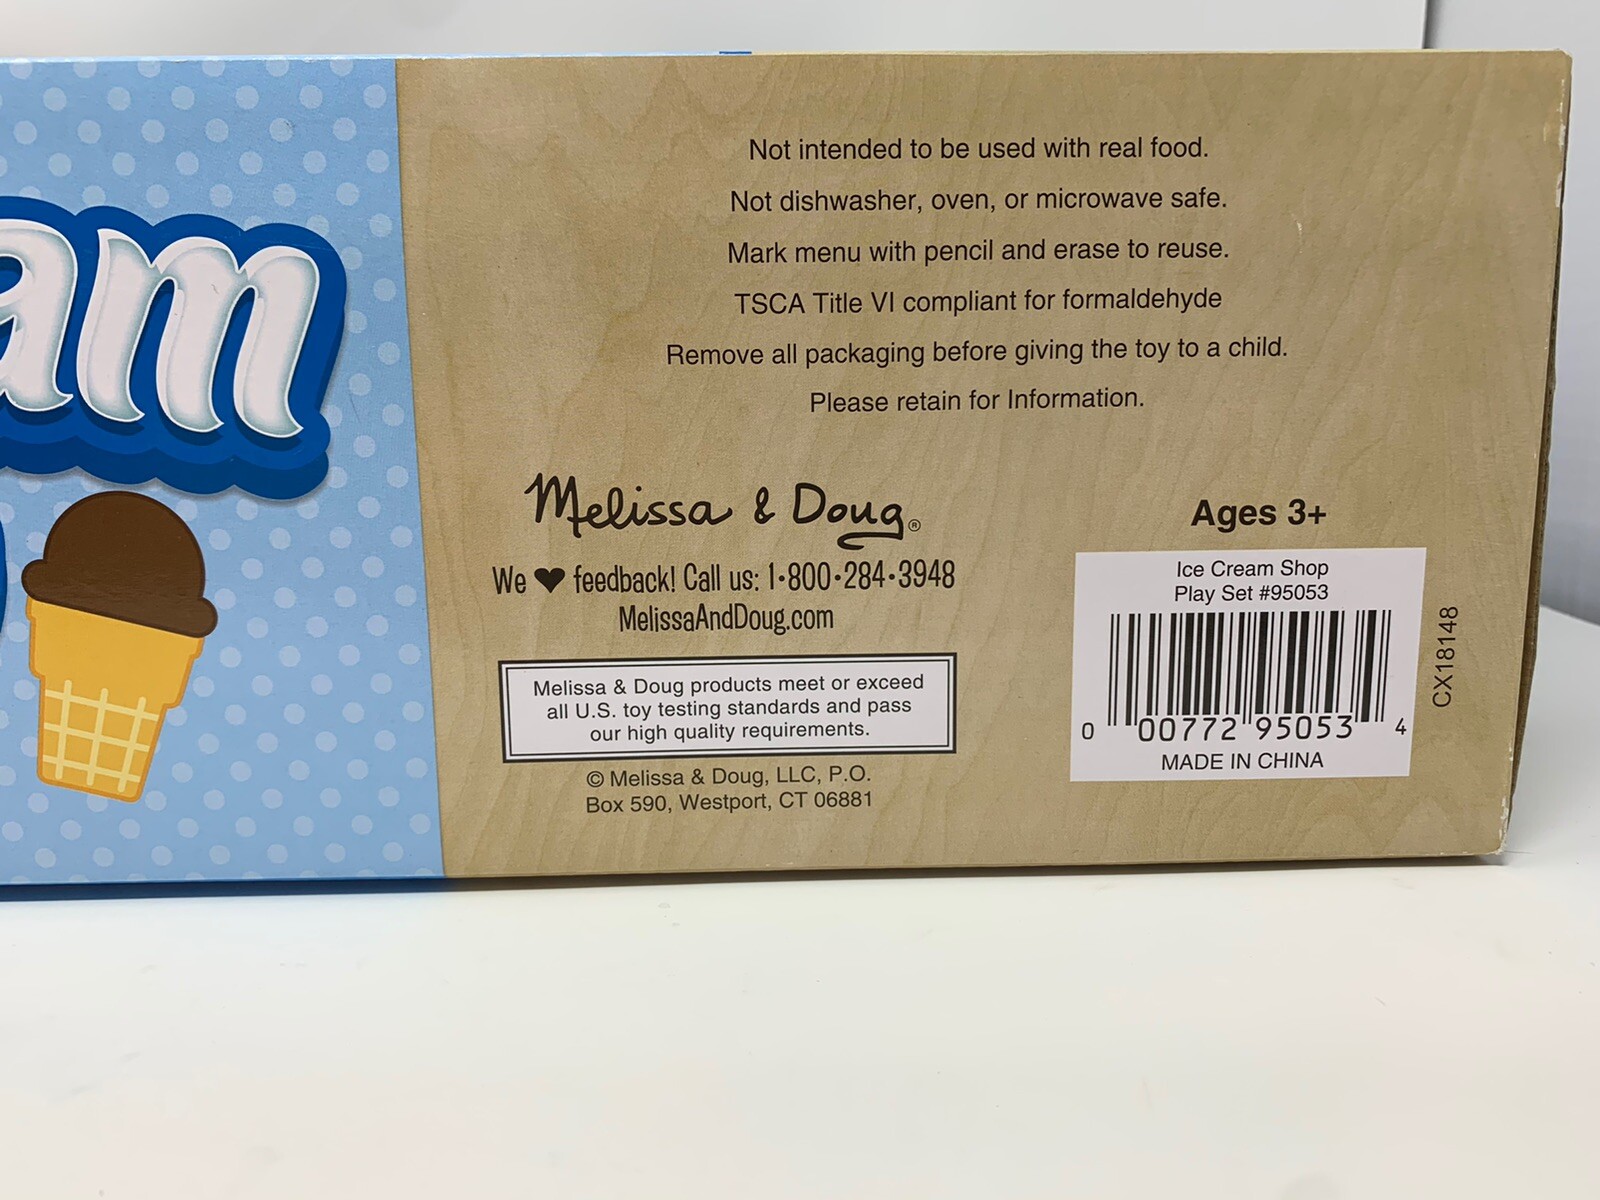 am
Not intended to be used with real food.
Not dishwasher, oven, or microwave safe.
Mark menu with pencil and erase to reuse.
TSCA Title VI compliant for formaldehyde
Remove all packaging before giving the toy to a child.
Please retain for Information.
Melissa & Doug®
We ♥ feedback! Call us: 1•800•284•3948
MelissaAndDoug.com
Melissa & Doug products meet or exceed
all U.S. toy testing standards and pass
our high quality requirements.
© Melissa & Doug, LLC, P.O.
Box 590, Westport, CT 06881
Ages 3+
Ice Cream Shop
Play Set #95053
0 00772 95053 4
MADE IN CHINA
CX18148